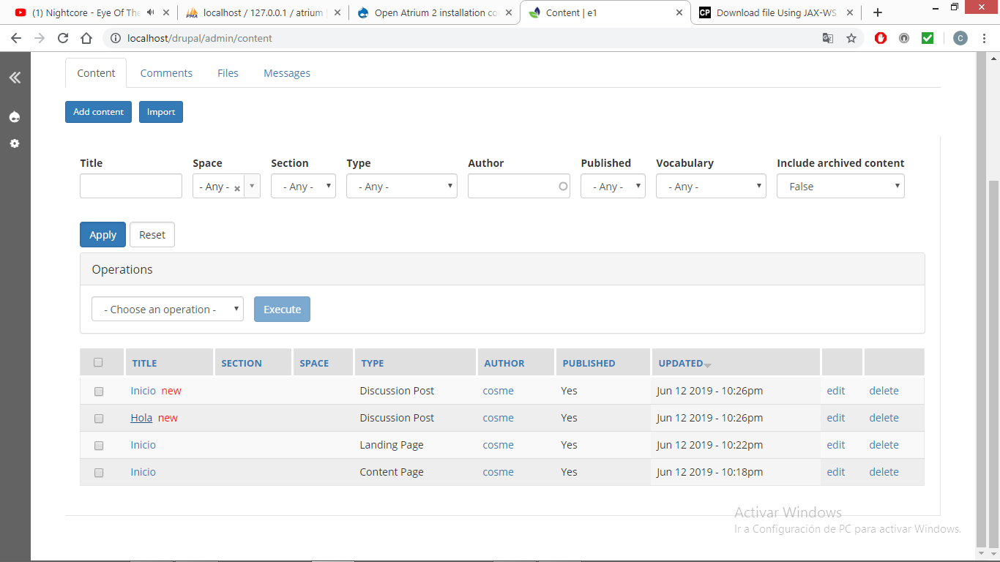 (1) Nightcore - Eye Of The
localhost / 127.0.0.1 / atrium
Open Atrium 2 installation co
Content | e1
CP Download file Using JAX-WS
localhost/drupal/admin/content
C
Content Comments Files Messages
Add content Import
Title Space Section Type Author Published Vocabulary Include archived content
- Any - - Any - - Any - - Any - - Any - False
Apply Reset
Operations
- Choose an operation - Execute
TITLE SECTION SPACE TYPE AUTHOR PUBLISHED UPDATED
Inicio new Discussion Post cosme Yes Jun 12 2019 - 10:26pm edit delete
Hola new Discussion Post cosme Yes Jun 12 2019 - 10:26pm edit delete
Inicio Landing Page cosme Yes Jun 12 2019 - 10:22pm edit delete
Inicio Content Page cosme Yes Jun 12 2019 - 10:18pm edit delete
Activar Windows
Ir a Configuración de PC para activar Windows.